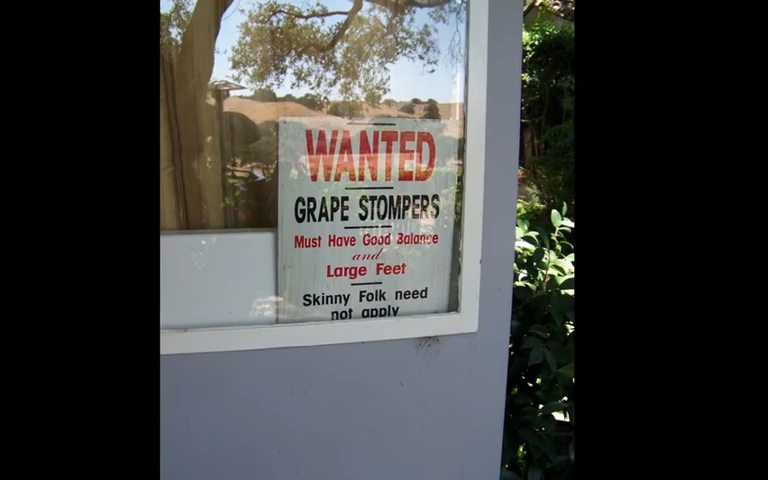 WANTED
GRAPE STOMPERS
Must Have Good Balance
and
Large Feet
Skinny Folk need
not apply